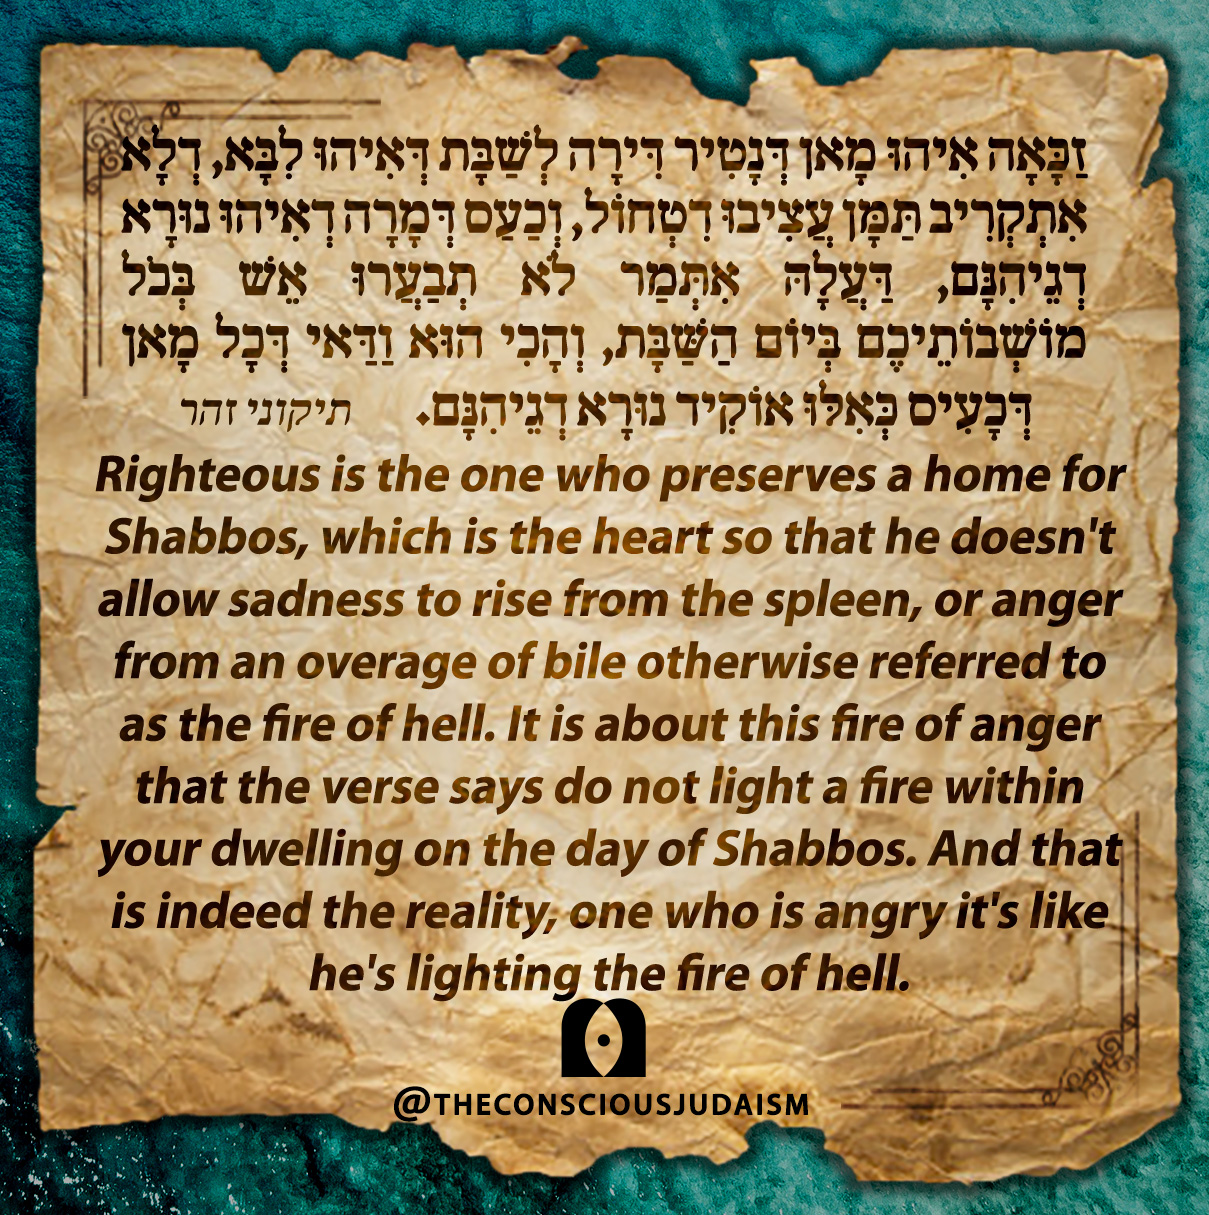 זַכָּאָה אִיהוּ מָאן דְּנָטִיר דִּירָה לְשַׁבָּת דְּאִיהוּ לִבָּא, דְלָא
אִתְקְרִיב תַּמָּן עֲצִיבוּ דִטְחוֹל, וְכַעַס דְּמָרָה דְאִיהוּ נוּרָא
דְגֵיהִנָּם, דַּעֲלָהּ אִתְּמַר לֹא תְבַעֲרוּ אֵשׁ בְּכֹל
מוֹשְׁבוֹתֵיכֶם בְּיוֹם הַשַּׁבָּת, וְהָכִי הוּא וַדַּאי דְּכָל מָאן
דְּכָעִיס כְּאִלּוּ אוֹקִיד נוּרָא דְגֵיהִנָּם. תיקוני זהר
Righteous is the one who preserves a home for
Shabbos, which is the heart so that he doesn't
allow sadness to rise from the spleen, or anger
from an overage of bile otherwise referred to
as the fire of hell. It is about this fire of anger
that the verse says do not light a fire within
your dwelling on the day of Shabbos. And that
is indeed the reality, one who is angry it's like
he's lighting the fire of hell.
@THECONSCIOUSJUDAISM